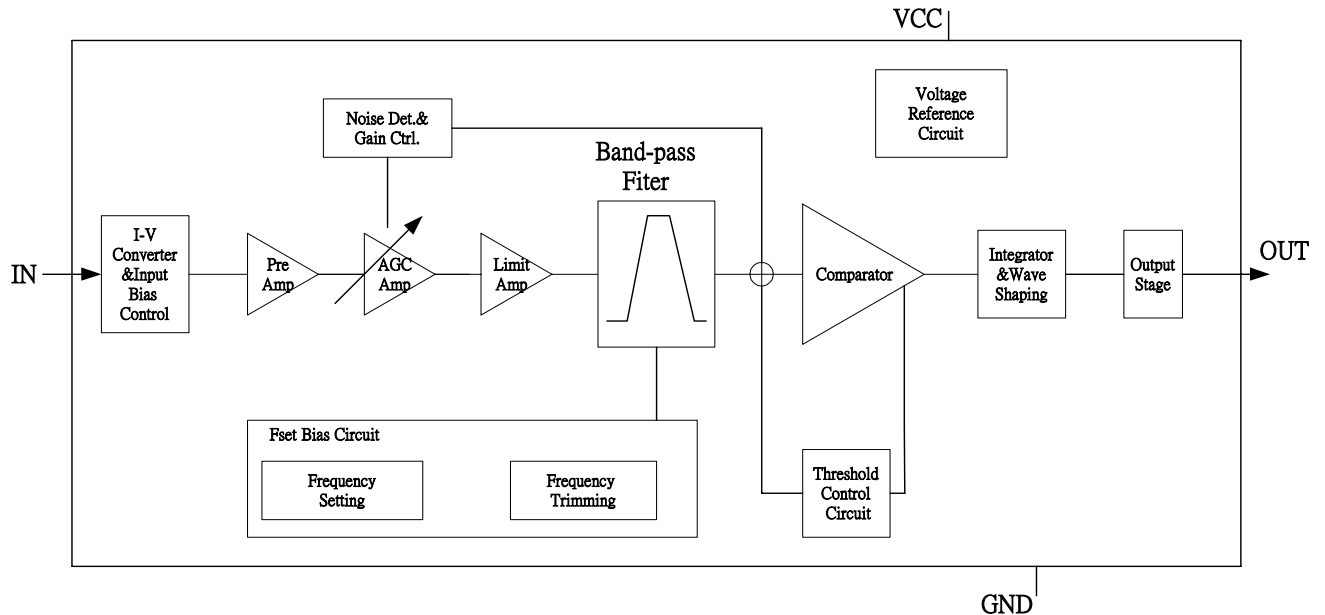 VCC
Voltage
Reference
Circuit
Noise Det.&
Gain Ctrl.
Band-pass
Fiter
IN
I-V
Converter
&Input
Bias
Control
Pre
Amp
AGC
Amp
Limit
Amp
Comparator
Integrator
&Wave
Shaping
Output
Stage
OUT
Fset Bias Circuit
Frequency
Setting
Frequency
Trimming
Threshold
Control
Circuit
GND